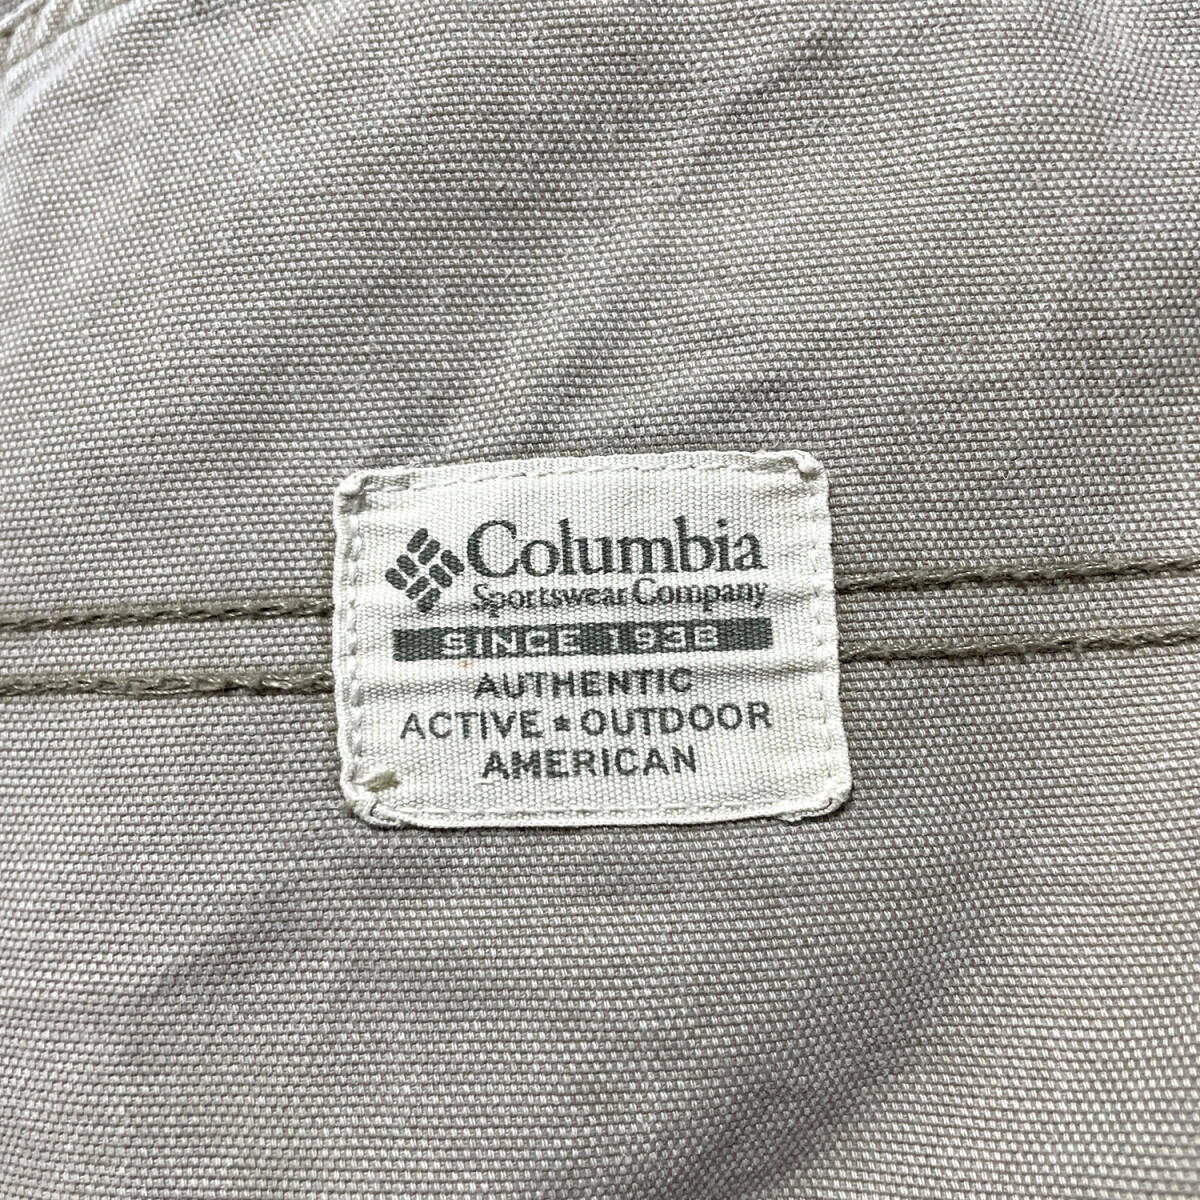 Columbia
Sportswear Company
SINCE 1938
AUTHENTIC
ACTIVE★OUTDOOR
AMERICAN